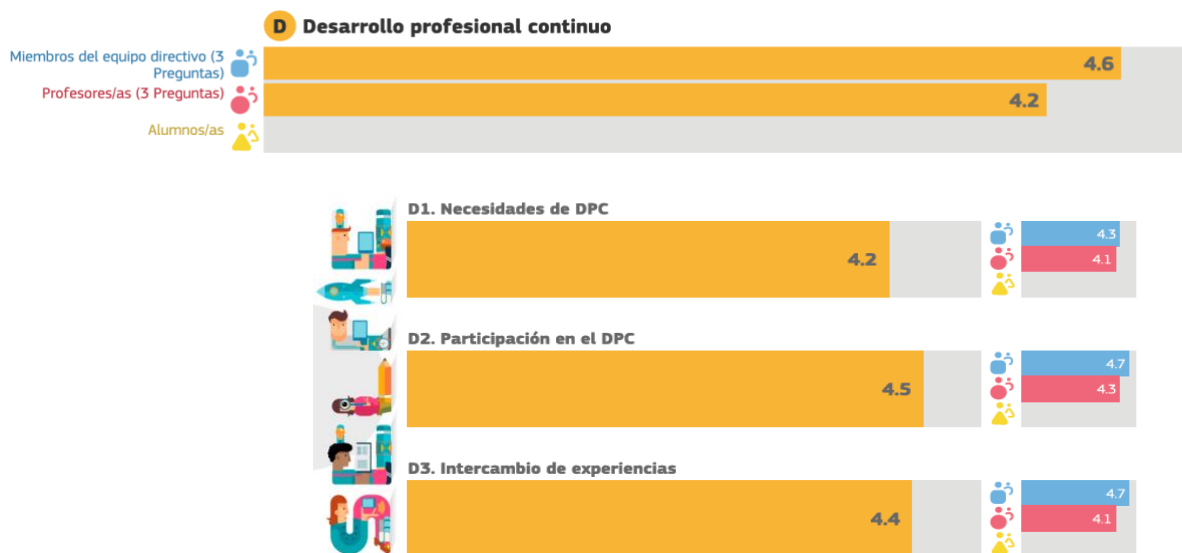 D Desarrollo profesional continuo
Miembros del equipo directivo (3
Preguntas)
4.6
Profesores/as (3 Preguntas)
4.2
Alumnos/as
D1. Necesidades de DPC
4.2
4.3
4.1
D2. Participación en el DPC
4.5
4.7
4.3
D3. Intercambio de experiencias
4.4
4.7
4.1